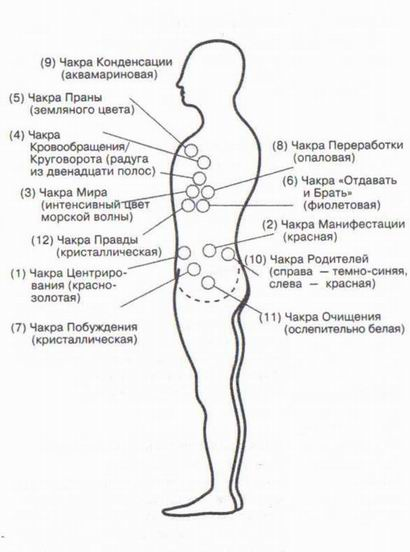 (9) Чакра Конденсации
(аквамариновая)
(5) Чакра Праны
(земляного цвета)
(4) Чакра
Кровообращения/
Круговорота (радуга
из двенадцати полос)
(3) Чакра Мира
(интенсивный цвет
морской волны)
(12) Чакра Правды
(кристаллическая)
(1) Чакра Центриро-
вания (красно-
золотая)
(7) Чакра Побуждения
(кристаллическая)
(8) Чакра Переработки
(опаловая)
(6) Чакра «Отдавать
и Брать»
(фиолетовая)
(2) Чакра Манифестации
(красная)
(10) Чакра Родителей
(справа — темно-синяя,
слева — красная)
(11) Чакра Очищения
(ослепительно белая)